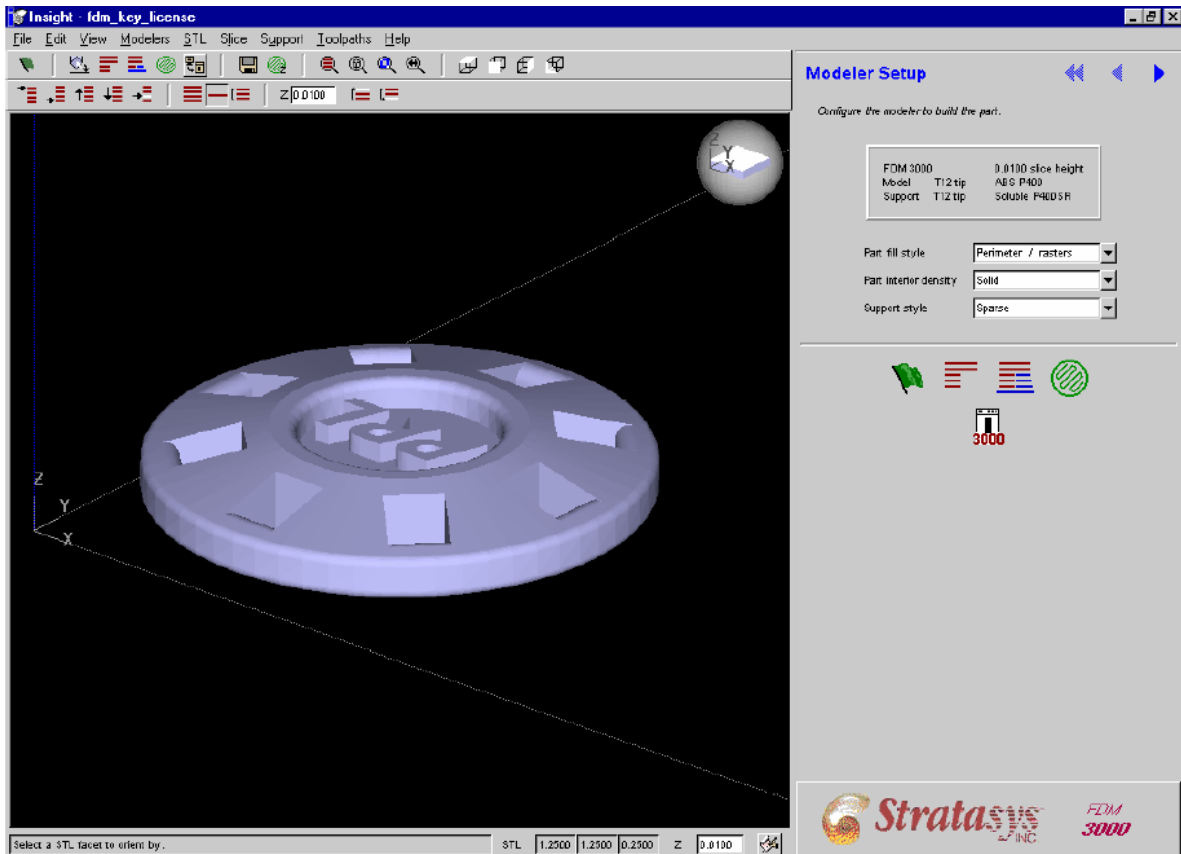 Insight - fdm_key_license
File Edit View Modelers STL Slice Support Toolpaths Help
Z 0.0100
Modeler Setup
Configure the modeler to build the part.
FDM 3000 0.0100 slice height
Model T12 tip ABS P400
Support T12 tip Soluble P400SR
Part fill style Perimeter / rasters
Part interior density Solid
Support style Sparse
3000
Z
Y
X
Z
Y
X
Stratasys INC.
FDM
3000
Select a STL facet to orient by.
STL 1.2500 1.2500 0.2500 Z 0.0100